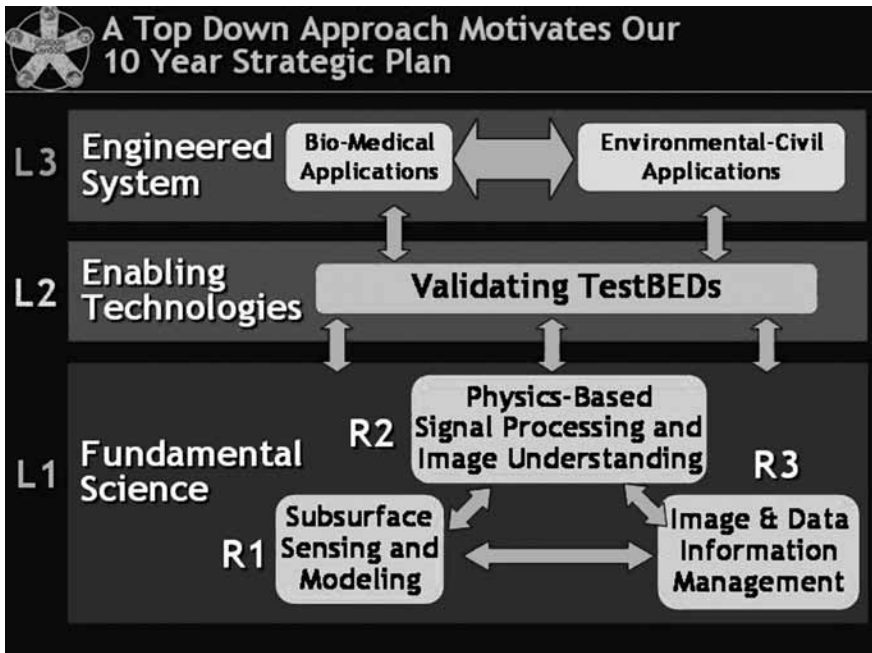 A Top Down Approach Motivates Our
10 Year Strategic Plan
L3
Engineered
System
Bio-Medical
Applications
Environmental-Civil
Applications
L2
Enabling
Technologies
Validating TestBEDs
L1
Fundamental
Science
R2
Physics-Based
Signal Processing and
Image Understanding
R1
Subsurface
Sensing and
Modeling
R3
Image & Data
Information
Management